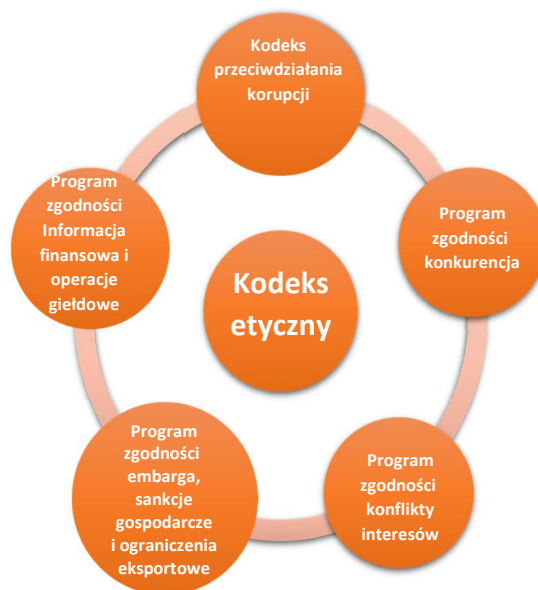 Kodeks
przeciwdziałania
korupcji
Program
zgodności
konkurencja
Program
zgodności
konflikty
interesów
Program
zgodności
embarga,
sankcje
gospodarcze
i ograniczenia
eksportowe
Program
zgodności
Informacja
finansowa i
operacje
giełdowe
Kodeks
etyczny